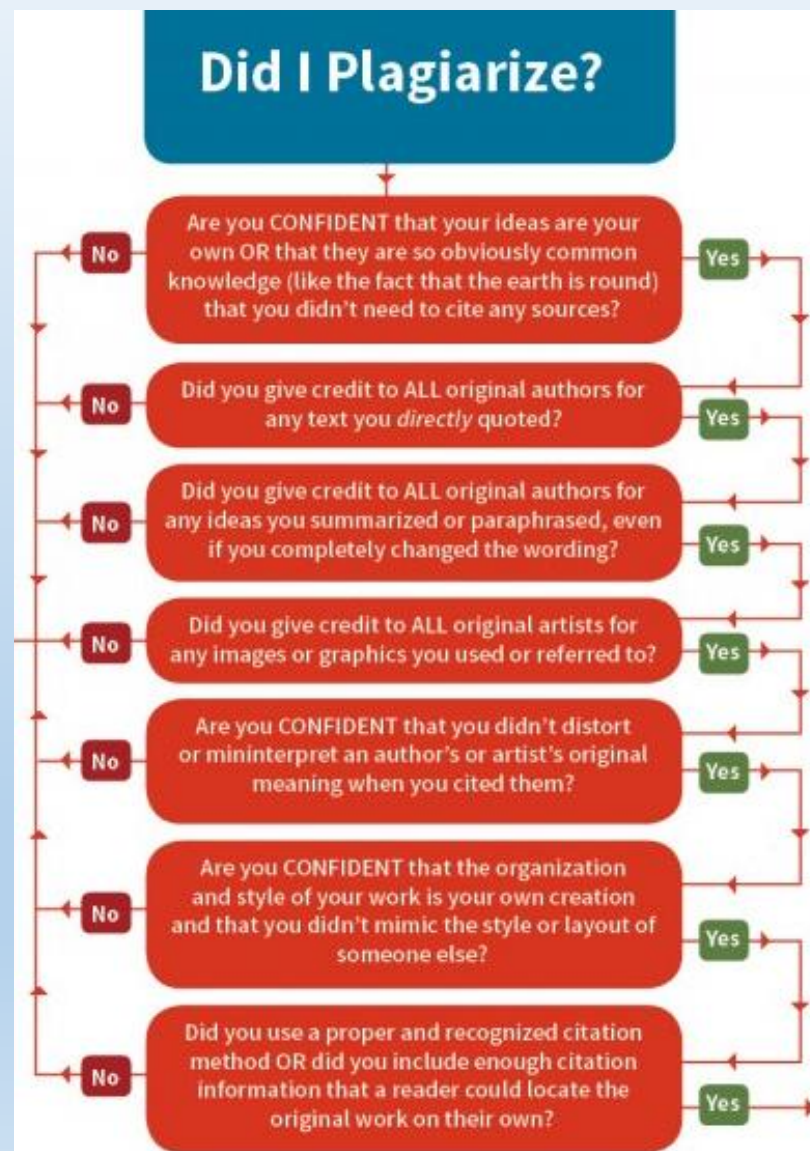 Did I Plagiarize?
Are you CONFIDENT that your ideas are your
own OR that they are so obviously common
knowledge (like the fact that the earth is round)
that you didn't need to cite any sources?
No
Yes
Did you give credit to ALL original authors for
any text you directly quoted?
No
Yes
Did you give credit to ALL original authors for
any ideas you summarized or paraphrased, even
if you completely changed the wording?
No
Yes
Did you give credit to ALL original artists for
any images or graphics you used or referred to?
No
Yes
Are you CONFIDENT that you didn't distort
or mininterpret an author's or artist's original
meaning when you cited them?
No
Yes
Are you CONFIDENT that the organization
and style of your work is your own creation
and that you didn't mimic the style or layout of
someone else?
No
Yes
Did you use a proper and recognized citation
method OR did you include enough citation
information that a reader could locate the
original work on their own?
No
Yes